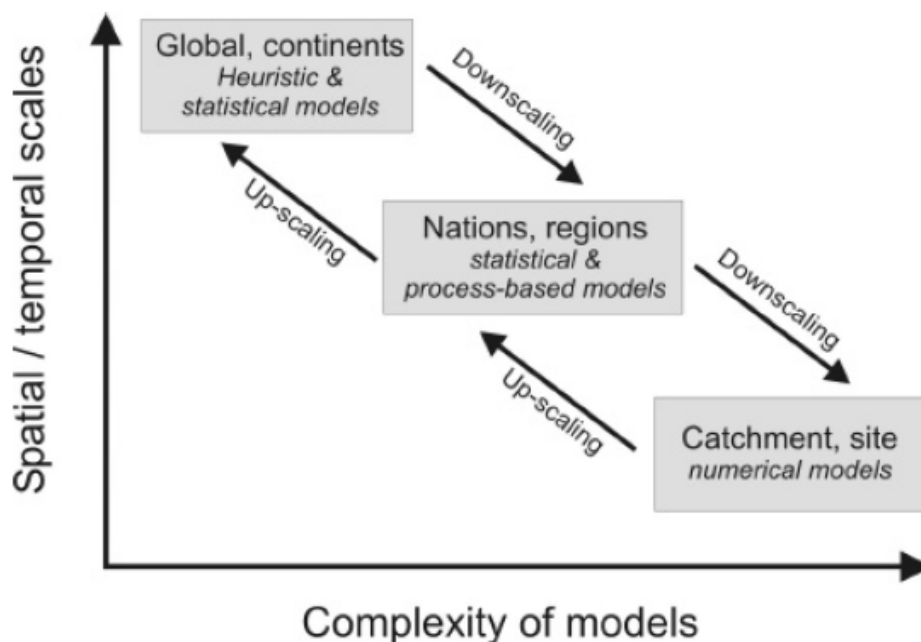 Spatial / temporal scales
Global, continents
Heuristic &
statistical models
Downscaling
Up-scaling
Nations, regions
statistical &
process-based models
Downscaling
Up-scaling
Catchment, site
numerical models
Complexity of models